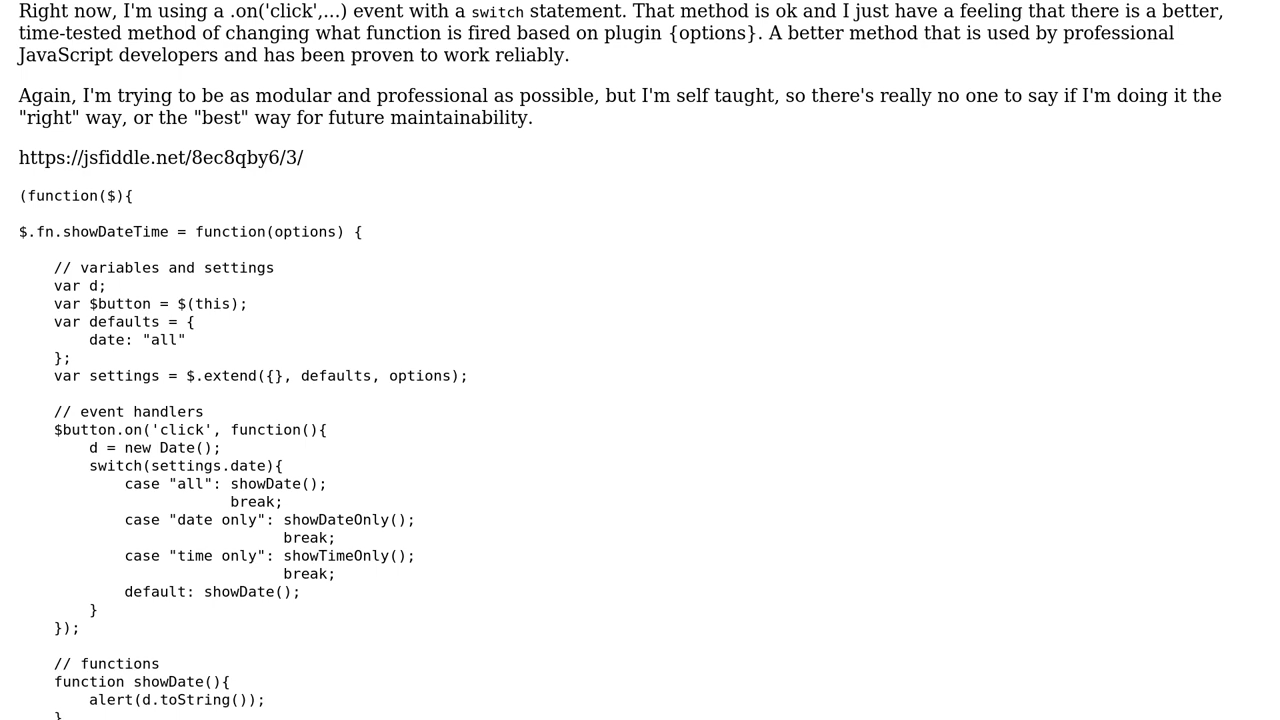 Right now, I'm using a .on('click',...) event with a switch statement. That method is ok and I just have a feeling that there is a better,
time-tested method of changing what function is fired based on plugin {options}. A better method that is used by professional
JavaScript developers and has been proven to work reliably.
Again, I'm trying to be as modular and professional as possible, but I'm self taught, so there's really no one to say if I'm doing it the
"right" way, or the "best" way for future maintainability.
https://jsfiddle.net/8ec8qby6/3/
(function($){
$.fn.showDateTime = function(options) {
    // variables and settings
    var d;
    var $button = $(this);
    var defaults = {
        date: "all"
    };
    var settings = $.extend({}, defaults, options);
    // event handlers
    $button.on('click', function(){
        d = new Date();
        switch(settings.date){
            case "all": showDate();
                        break;
            case "date only": showDateOnly();
                              break;
            case "time only": showTimeOnly();
                              break;
            default: showDate();
        }
    });
    // functions
    function showDate(){
        alert(d.toString());
    }